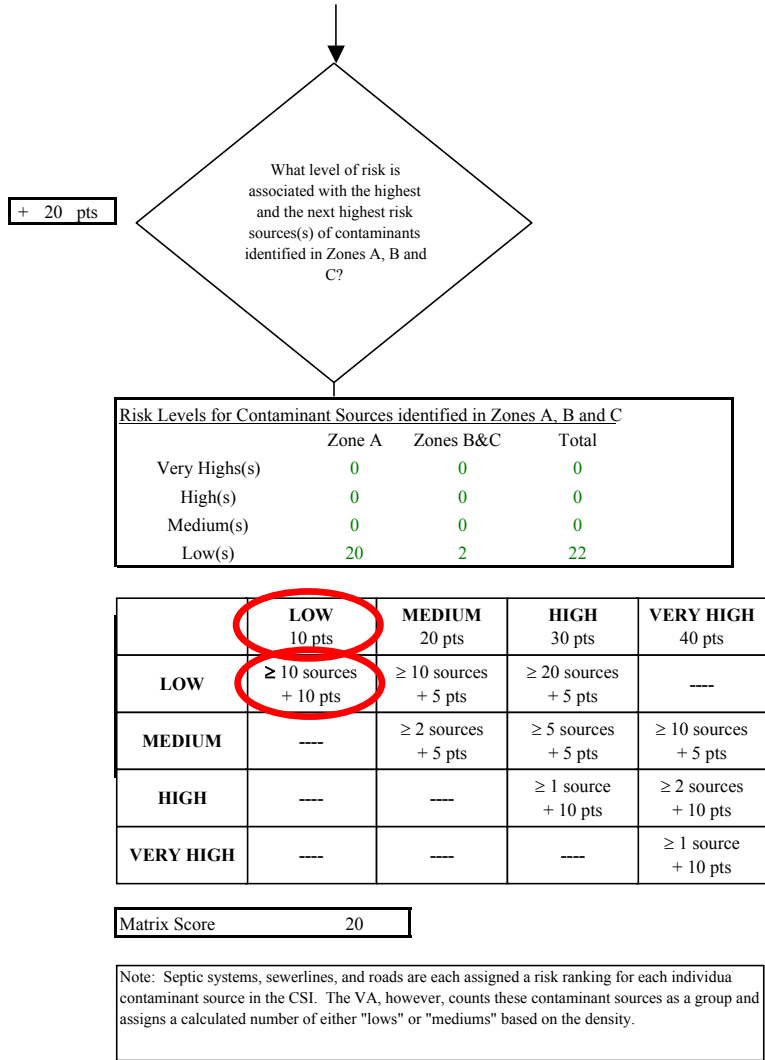 What level of risk is
associated with the highest
and the next highest risk
sources(s) of contaminants
identified in Zones A, B and
C?
+ 20 pts
Risk Levels for Contaminant Sources identified in Zones A, B and C
Zone A Zones B&C Total
Very Highs(s) 0 0 0
High(s) 0 0 0
Medium(s) 0 0 0
Low(s) 20 2 22
LOW MEDIUM HIGH VERY HIGH
10 pts 20 pts 30 pts 40 pts
LOW ≥ 10 sources ≥ 10 sources ≥ 20 sources ----
+ 10 pts + 5 pts + 5 pts
MEDIUM ---- ≥ 2 sources ≥ 5 sources ≥ 10 sources
+ 5 pts + 5 pts + 5 pts
HIGH ---- ---- ≥ 1 source ≥ 2 sources
+ 10 pts + 10 pts
VERY HIGH ---- ---- ---- ≥ 1 source
+ 10 pts
Matrix Score 20
Note: Septic systems, sewerlines, and roads are each assigned a risk ranking for each individua
contaminant source in the CSI. The VA, however, counts these contaminant sources as a group and
assigns a calculated number of either "lows" or "mediums" based on the density.